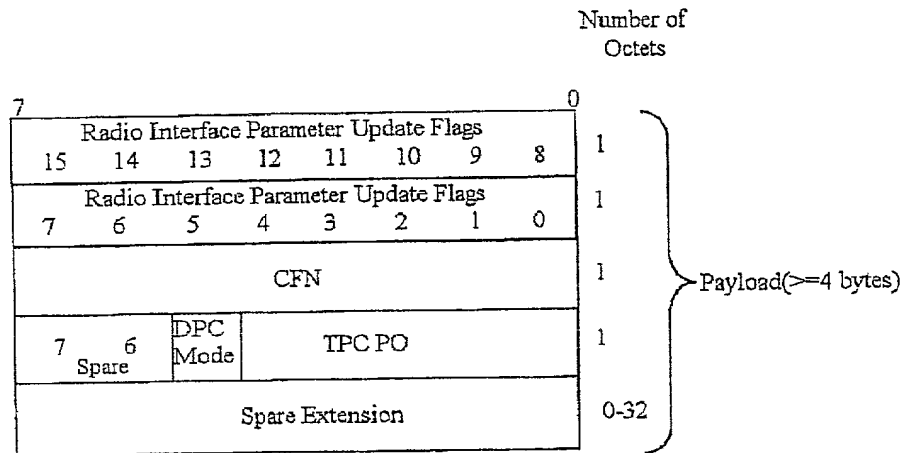 Number of
Octets
7 0
Radio Interface Parameter Update Flags
15 14 13 12 11 10 9 8 1
Radio Interface Parameter Update Flags
7 6 5 4 3 2 1 0 1
CFN 1
Payload(>=4 bytes)
7 6 DPC Mode TPC PO 1
Spare
Spare Extension 0-32